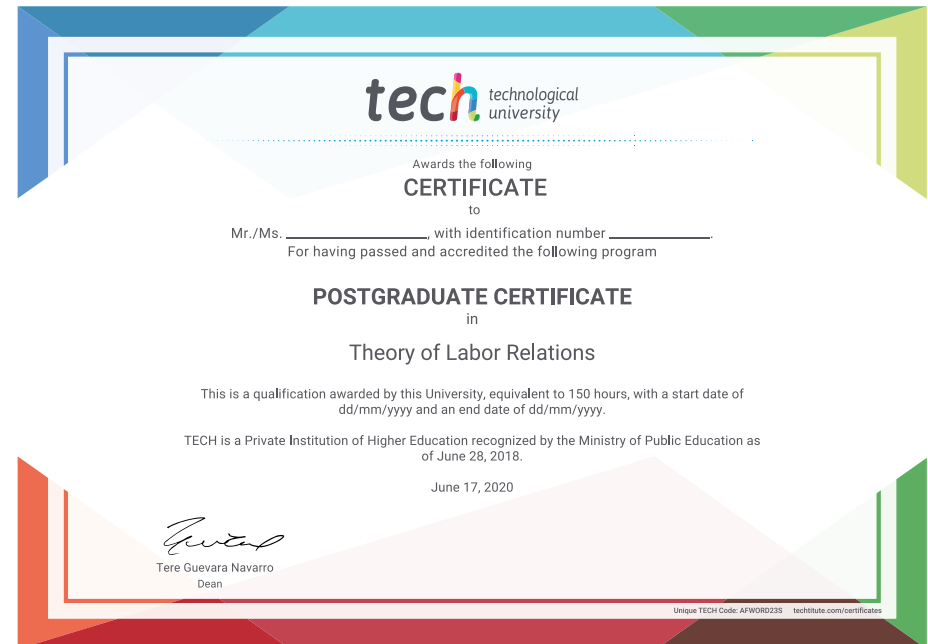 tech technological
university
Awards the following
CERTIFICATE
to
Mr./Ms. ____________________, with identification number ______________.
For having passed and accredited the following program
POSTGRADUATE CERTIFICATE
in
Theory of Labor Relations
This is a qualification awarded by this University, equivalent to 150 hours, with a start date of
dd/mm/yyyy and an end date of dd/mm/yyyy.
TECH is a Private Institution of Higher Education recognized by the Ministry of Public Education as
of June 28, 2018.
June 17, 2020
Tere Guevara Navarro
Dean
Unique TECH Code: AFWORD23S techtitute.com/certificates